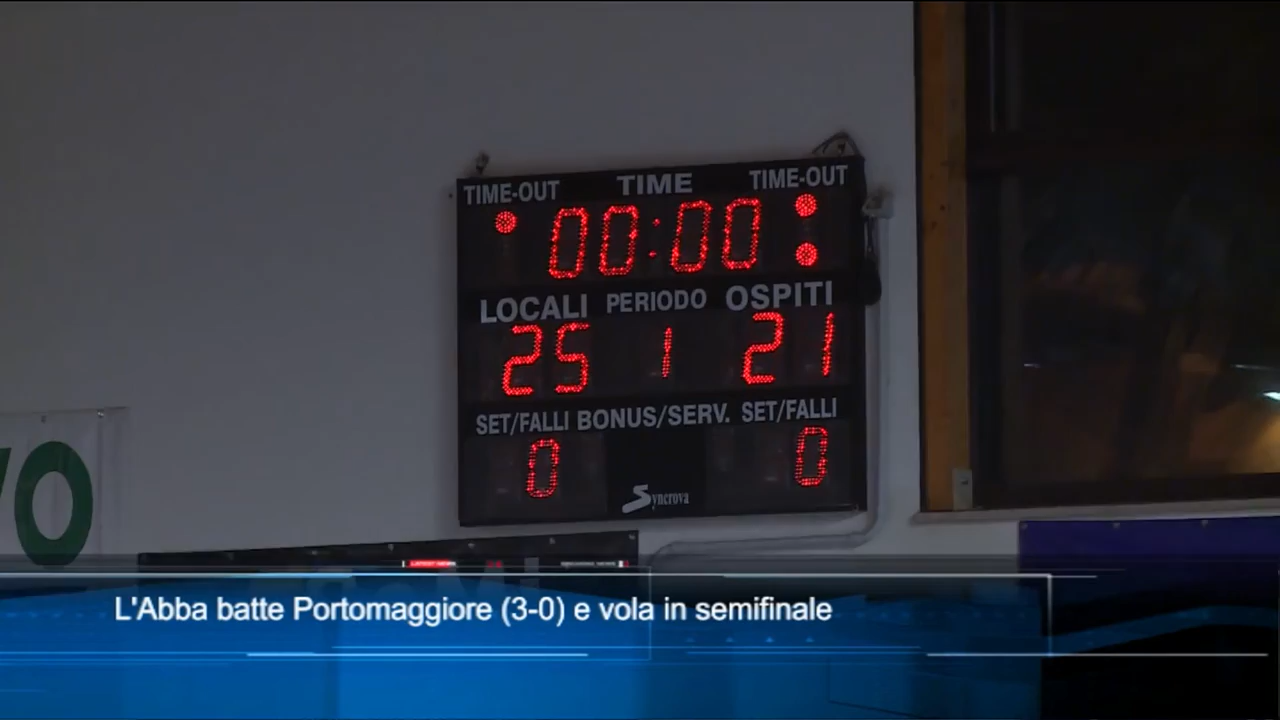 TIME-OUT TIME TIME-OUT
00:00
LOCALI PERIODO OSPITI
25 1 21
SET/FALLI BONUS/SERV. SET/FALLI
0 0
Syncrova
VO
L'Abba batte Portomaggiore (3-0) e vola in semifinale